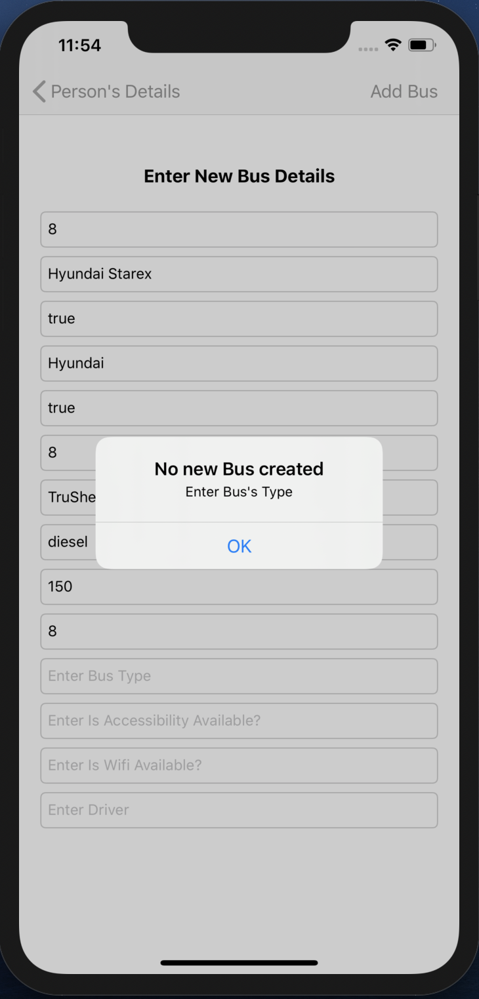 11:54
Person's Details
Add Bus
Enter New Bus Details
8
Hyundai Starex
true
Hyundai
true
8
TruShe
diesel
150
8
No new Bus created
Enter Bus's Type
OK
Enter Bus Type
Enter Is Accessibility Available?
Enter Is Wifi Available?
Enter Driver